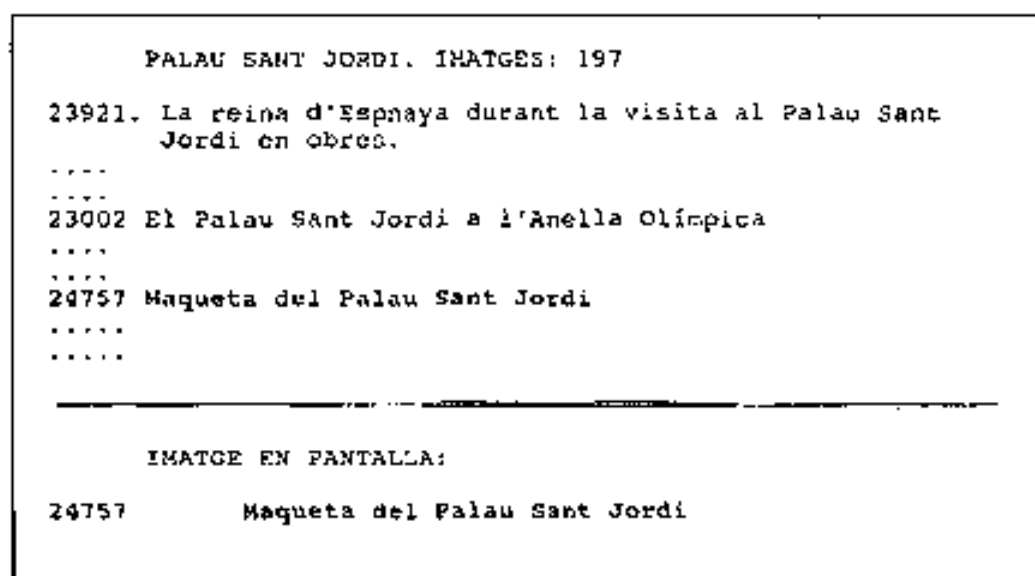 PALAU SANT JORDI. IMATGES: 197
23921. La reina d'Espnaya durant la visita al Palau Sant
Jordi en obres.
....
....
23002 El Palau SAnt Jordi a l'Anella Olímpica
....
....
24757 Maqueta del Palau Sant Jordi
.....
.....
IMATGE EN PANTALLA:
24757 Maqueta del Palau Sant Jordi